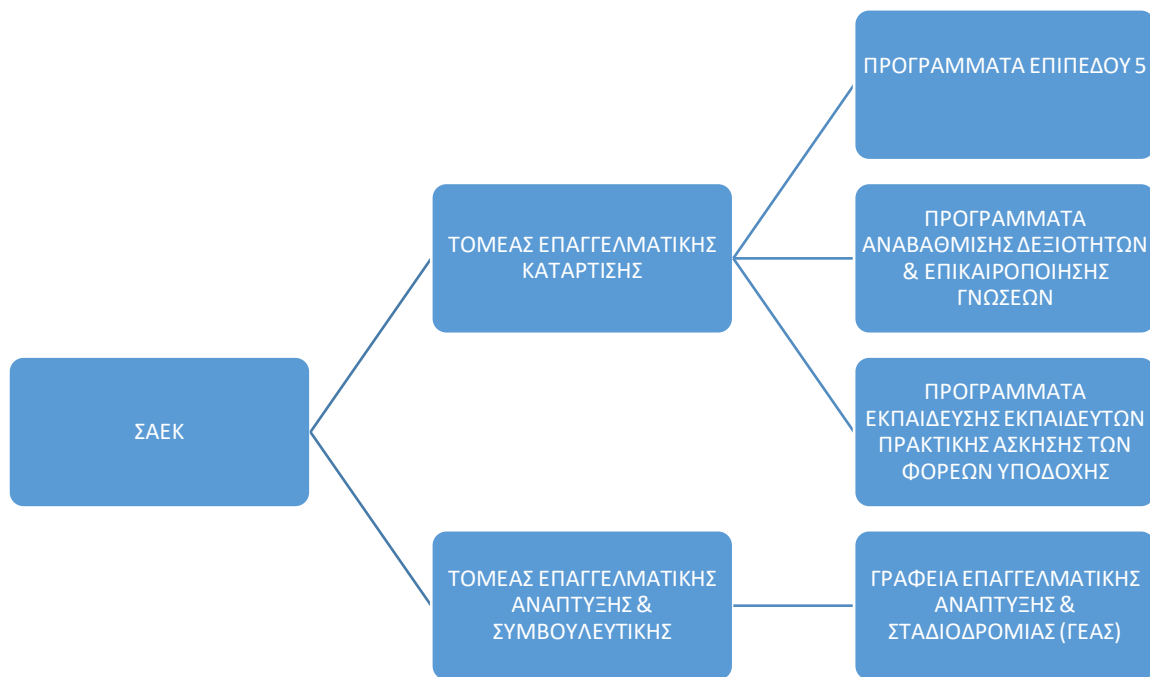 ΣΑΕΚ
ΤΟΜΕΑΣ ΕΠΑΓΓΕΛΜΑΤΙΚΗΣ
ΚΑΤΑΡΤΙΣΗΣ
ΠΡΟΓΡΑΜΜΑΤΑ ΕΠΙΠΕΔΟΥ 5
ΠΡΟΓΡΑΜΜΑΤΑ
ΑΝΑΒΑΘΜΙΣΗΣ ΔΕΞΙΟΤΗΤΩΝ
& ΕΠΙΚΑΙΡΟΠΟΙΗΣΗΣ
ΓΝΩΣΕΩΝ
ΠΡΟΓΡΑΜΜΑΤΑ
ΕΚΠΑΙΔΕΥΣΗΣ ΕΚΠΑΙΔΕΥΤΩΝ
ΠΡΑΚΤΙΚΗΣ ΑΣΚΗΣΗΣ ΤΩΝ
ΦΟΡΕΩΝ ΥΠΟΔΟΧΗΣ
ΤΟΜΕΑΣ ΕΠΑΓΓΕΛΜΑΤΙΚΗΣ
ΑΝΑΠΤΥΞΗΣ &
ΣΥΜΒΟΥΛΕΥΤΙΚΗΣ
ΓΡΑΦΕΙΑ ΕΠΑΓΓΕΛΜΑΤΙΚΗΣ
ΑΝΑΠΤΥΞΗΣ &
ΣΤΑΔΙΟΔΡΟΜΙΑΣ (ΓΕΑΣ)